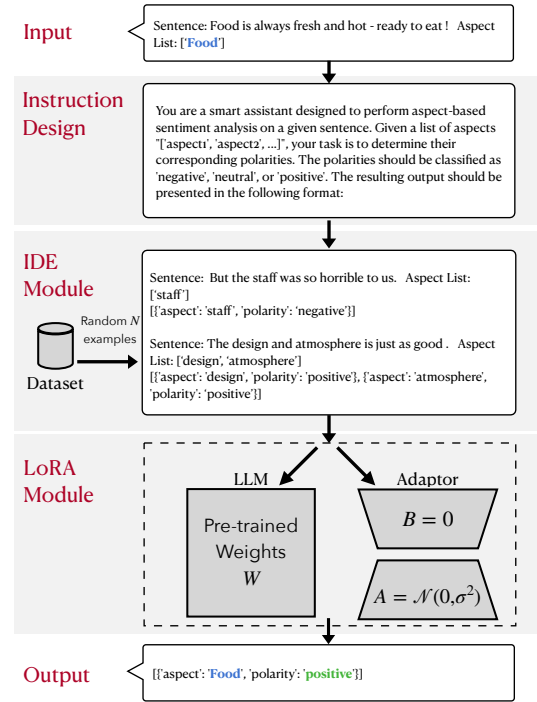 Input
Sentence: Food is always fresh and hot - ready to eat ! Aspect
List: ['Food']
Instruction
Design
You are a smart assistant designed to perform aspect-based
sentiment analysis on a given sentence. Given a list of aspects
"['aspect1', 'aspect2', ...]", your task is to determine their
corresponding polarities. The polarities should be classified as
'negative', 'neutral', or 'positive'. The resulting output should be
presented in the following format:
IDE
Module
Random N
examples
Dataset
Sentence: But the staff was so horrible to us. Aspect List:
['staff']
[{'aspect': 'staff', 'polarity': 'negative'}]
Sentence: The design and atmosphere is just as good . Aspect
List: ['design', 'atmosphere']
[{'aspect': 'design', 'polarity': 'positive'}, {'aspect': 'atmosphere',
'polarity': 'positive'}]
LoRA
Module
LLM
Pre-trained
Weights
W
Adaptor
B = 0
A = 𝒩(0,σ²)
Output
[{'aspect': 'Food', 'polarity': 'positive'}]